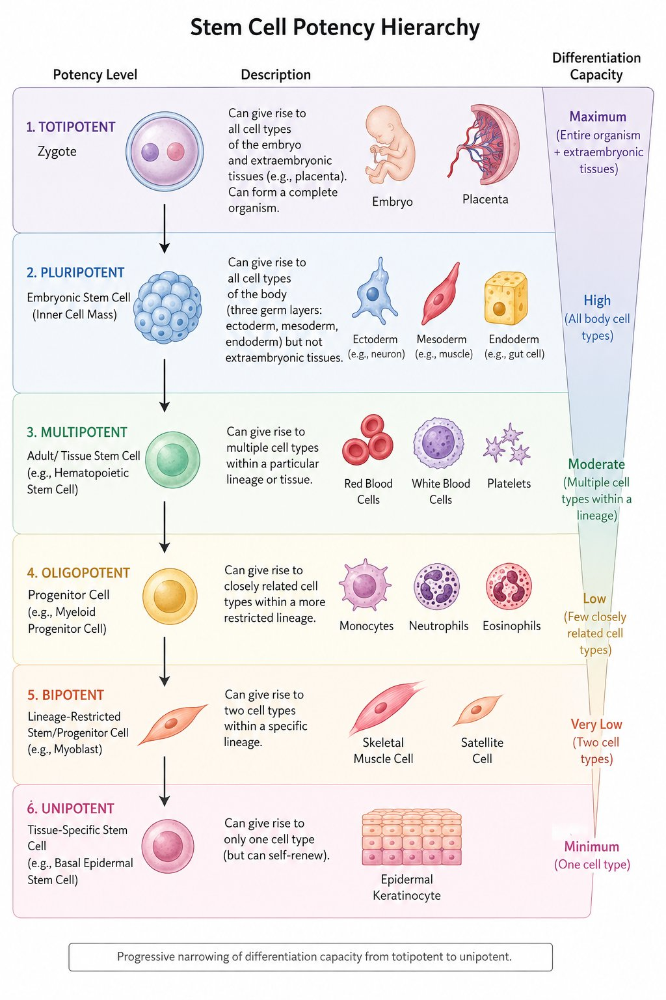 Stem Cell Potency Hierarchy
Potency Level
Description
Differentiation
Capacity
1. TOTIPOTENT
Zygote
Can give rise to
all cell types
of the embryo
and extraembryonic
tissues (e.g., placenta).
Can form a complete
organism.
Embryo
Placenta
Maximum
(Entire organism
+ extraembryonic
tissues)
2. PLURIPOTENT
Embryonic Stem Cell
(Inner Cell Mass)
Can give rise to
all cell types
of the body
(three germ layers:
ectoderm, mesoderm,
endoderm) but not
extraembryonic tissues.
Ectoderm
(e.g., neuron)
Mesoderm
(e.g., muscle)
Endoderm
(e.g., gut cell)
High
(All body cell
types)
3. MULTIPOTENT
Adult/ Tissue Stem Cell
(e.g., Hematopoietic
Stem Cell)
Can give rise to
multiple cell types
within a particular
lineage or tissue.
Red Blood
Cells
White Blood
Cells
Platelets
Moderate
(Multiple cell
types within a
lineage)
4. OLIGOPOTENT
Progenitor Cell
(e.g., Myeloid
Progenitor Cell)
Can give rise to
closely related cell
types within a more
restricted lineage.
Monocytes
Neutrophils
Eosinophils
Low
(Few closely
related cell
types)
5. BIPOTENT
Lineage-Restricted
Stem/Progenitor Cell
(e.g., Myoblast)
Can give rise to
two cell types
within a specific
lineage.
Skeletal
Muscle Cell
Satellite
Cell
Very Low
(Two cell
types)
6. UNIPOTENT
Tissue-Specific Stem
Cell
(e.g., Basal Epidermal
Stem Cell)
Can give rise to
only one cell type
(but can self-renew).
Epidermal
Keratinocyte
Minimum
(One cell type)
Progressive narrowing of differentiation capacity from totipotent to unipotent.